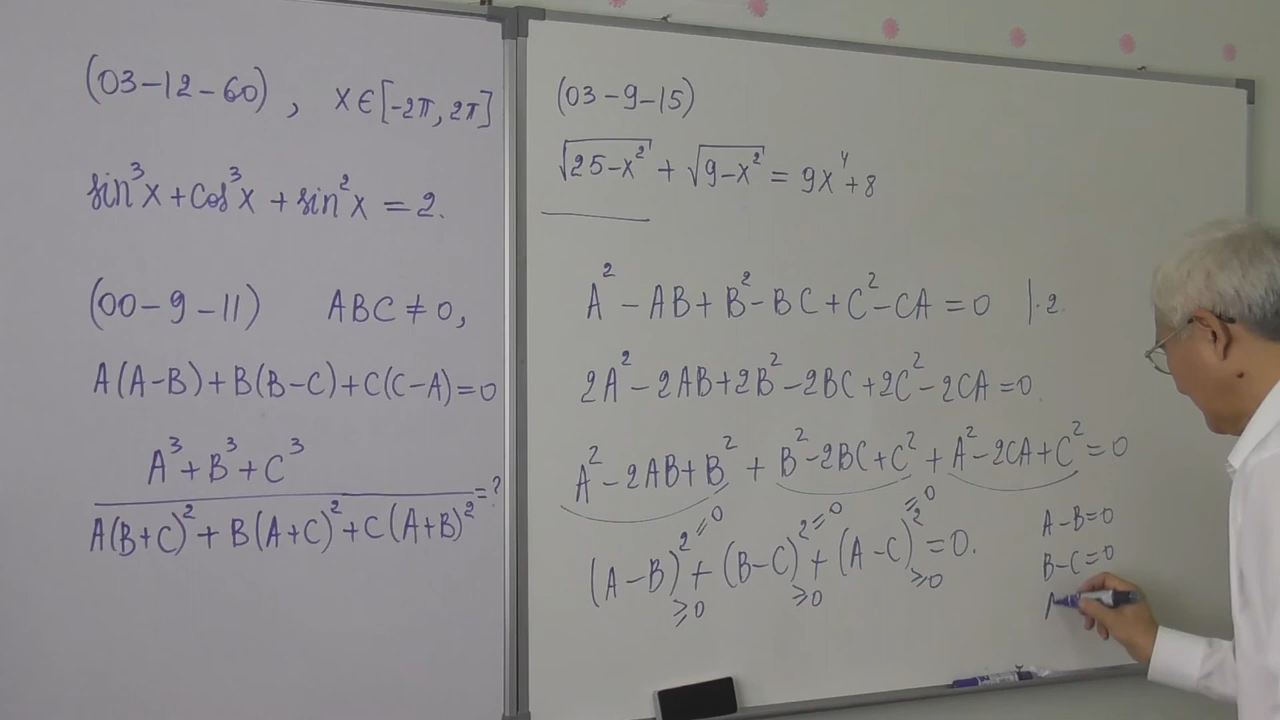 (03-12-60), x∈[-2π, 2π]
sin³x + cos³x + sin²x = 2.
(00-9-11) ABC ≠ 0,
A(A-B) + B(B-C) + C(C-A) = 0
A³ + B³ + C³
A(B+C)² + B(A+C)² + C(A+B)² = ?
(03-9-15)
√25-x² + √9-x² = 9x⁴ + 8
A² - AB + B² - BC + C² - CA = 0 |·2.
2A² - 2AB + 2B² - 2BC + 2C² - 2CA = 0.
A² - 2AB + B² + B² - 2BC + C² + A² - 2CA + C² = 0
=0 =0 =0
(A-B)² + (B-C)² + (A-C)² = 0.
≥0 ≥0 ≥0
A-B=0
B-C=0